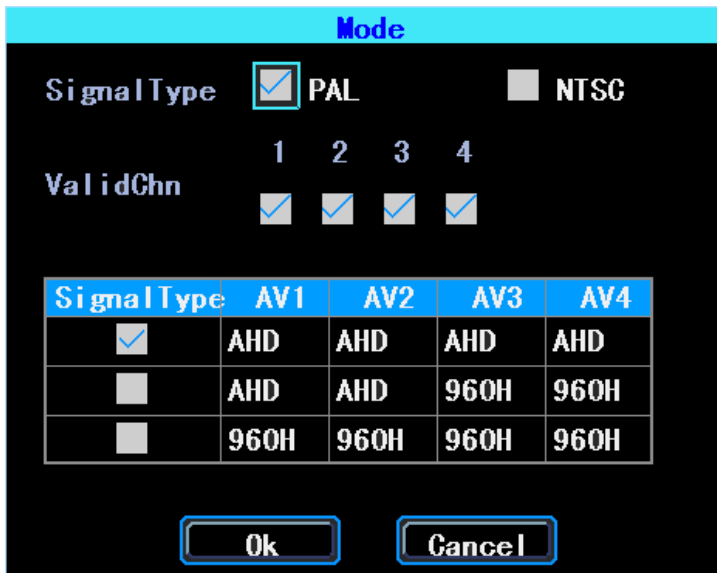 Mode
SignalType PAL NTSC
1 2 3 4
ValidChn
SignalType AV1 AV2 AV3 AV4
AHD AHD AHD AHD
AHD AHD 960H 960H
960H 960H 960H 960H
Ok Cancel